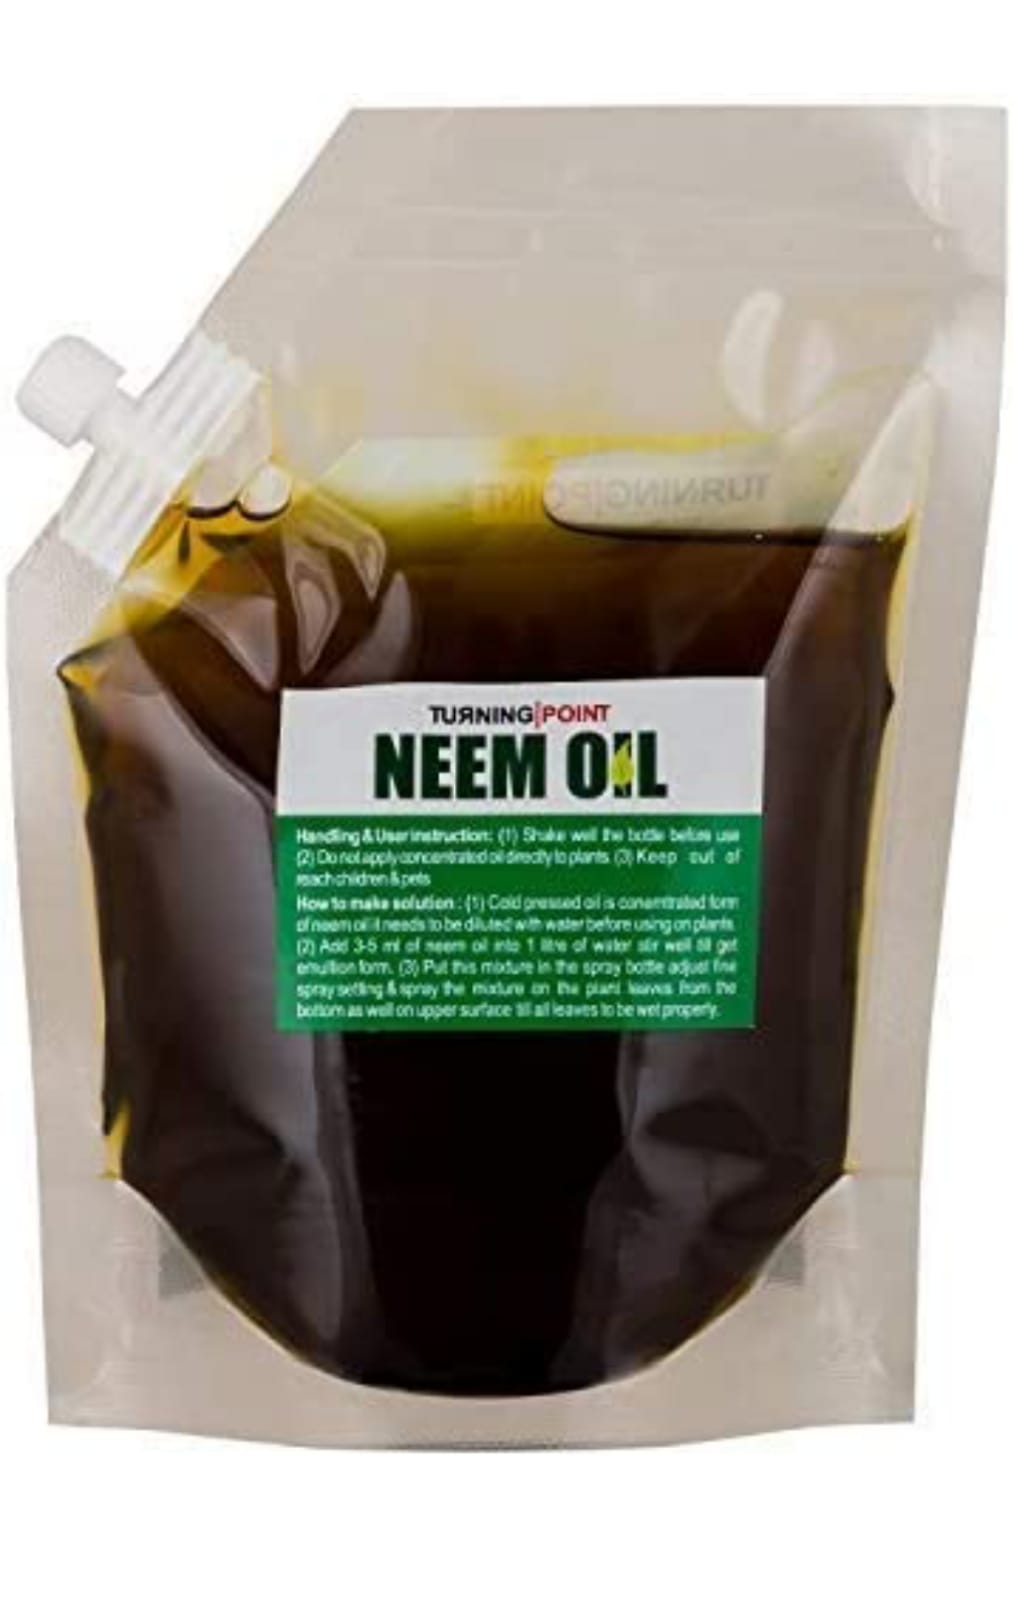 TURNING|POINT
TURNING|POINT
NEEM OIL
Handling & User instruction: (1) Shake well the bottle before use
(2) Do not apply concentrated oil directly to plants (3) Keep out of
reach children & pets
How to make solution : (1) Cold pressed oil is conentrated form
of neem oil it needs to be diluted with water before using on plants.
(2) Add 3-5 ml of neem oil into 1 litre of water stir well till get
emultion form. (3) Put this mixture in the spray bottle adjust fine
spray setting & spray the mixture on the plant leaves from the
bottom as well on upper surface till all leaves to be wet properly.